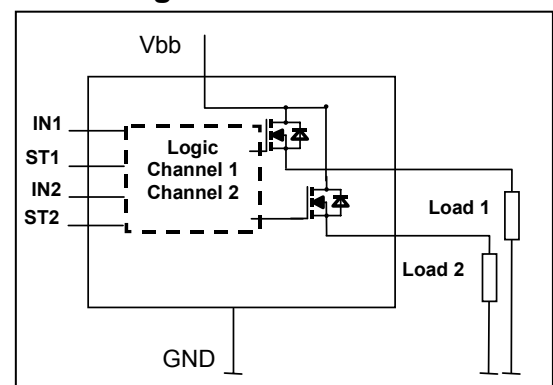 Vbb
IN1
ST1
IN2
ST2
Logic
Channel 1
Channel 2
Load 1
Load 2
GND